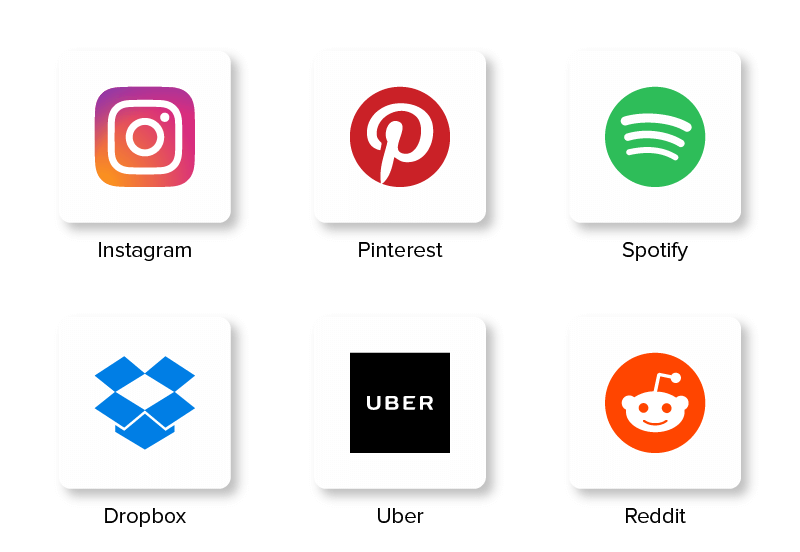 Instagram
Pinterest
Spotify
UBER
Dropbox
Uber
Reddit